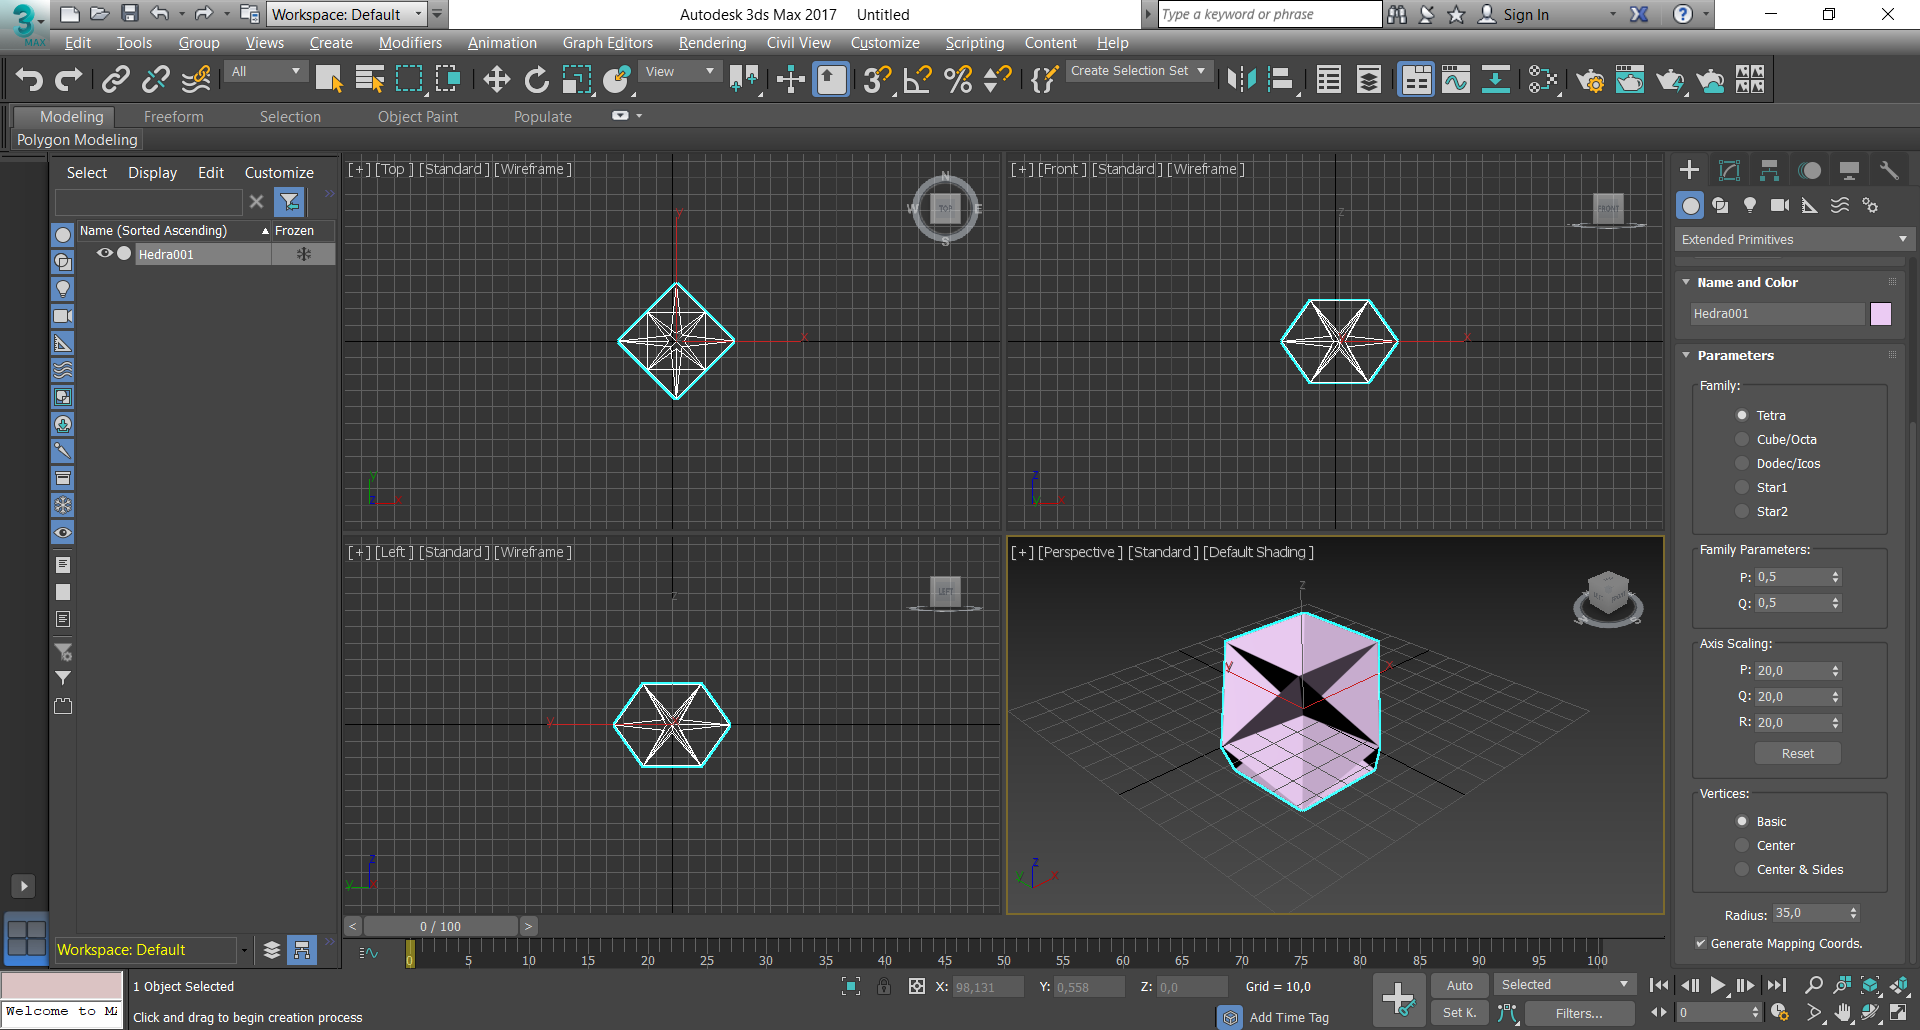 Workspace: Default
Autodesk 3ds Max 2017 Untitled
Type a keyword or phrase
Sign In
3
MAX
Edit Tools Group Views Create Modifiers Animation Graph Editors Rendering Civil View Customize Scripting Content Help
All
View
Create Selection Set
Modeling Freeform Selection Object Paint Populate
Polygon Modeling
Select Display Edit Customize
Name (Sorted Ascending) Frozen
Hedra001
[+] [Top ] [Standard ] [Wireframe ]
N
W TOP E
S
y
x
y
z x
[+] [Front ] [Standard ] [Wireframe ]
FRONT
z
x
z
y x
[+] [Left ] [Standard ] [Wireframe ]
LEFT
z
y
z
y x
[+] [Perspective ] [Standard ] [Default Shading ]
z
y x
z
y x
Extended Primitives
Name and Color
Hedra001
Parameters
Family:
Tetra
Cube/Octa
Dodec/Icos
Star1
Star2
Family Parameters:
P: 0,5
Q: 0,5
Axis Scaling:
P: 20,0
Q: 20,0
R: 20,0
Reset
Vertices:
Basic
Center
Center & Sides
Radius: 35,0
Generate Mapping Coords.
< 0 / 100 >
Workspace: Default
0 5 10 15 20 25 30 35 40 45 50 55 60 65 70 75 80 85 90 95 100
1 Object Selected
X: 98,131 Y: 0,558 Z: 0,0 Grid = 10,0
Auto Selected
Welcome to MA
Click and drag to begin creation process
Add Time Tag
Set K. Filters...
0